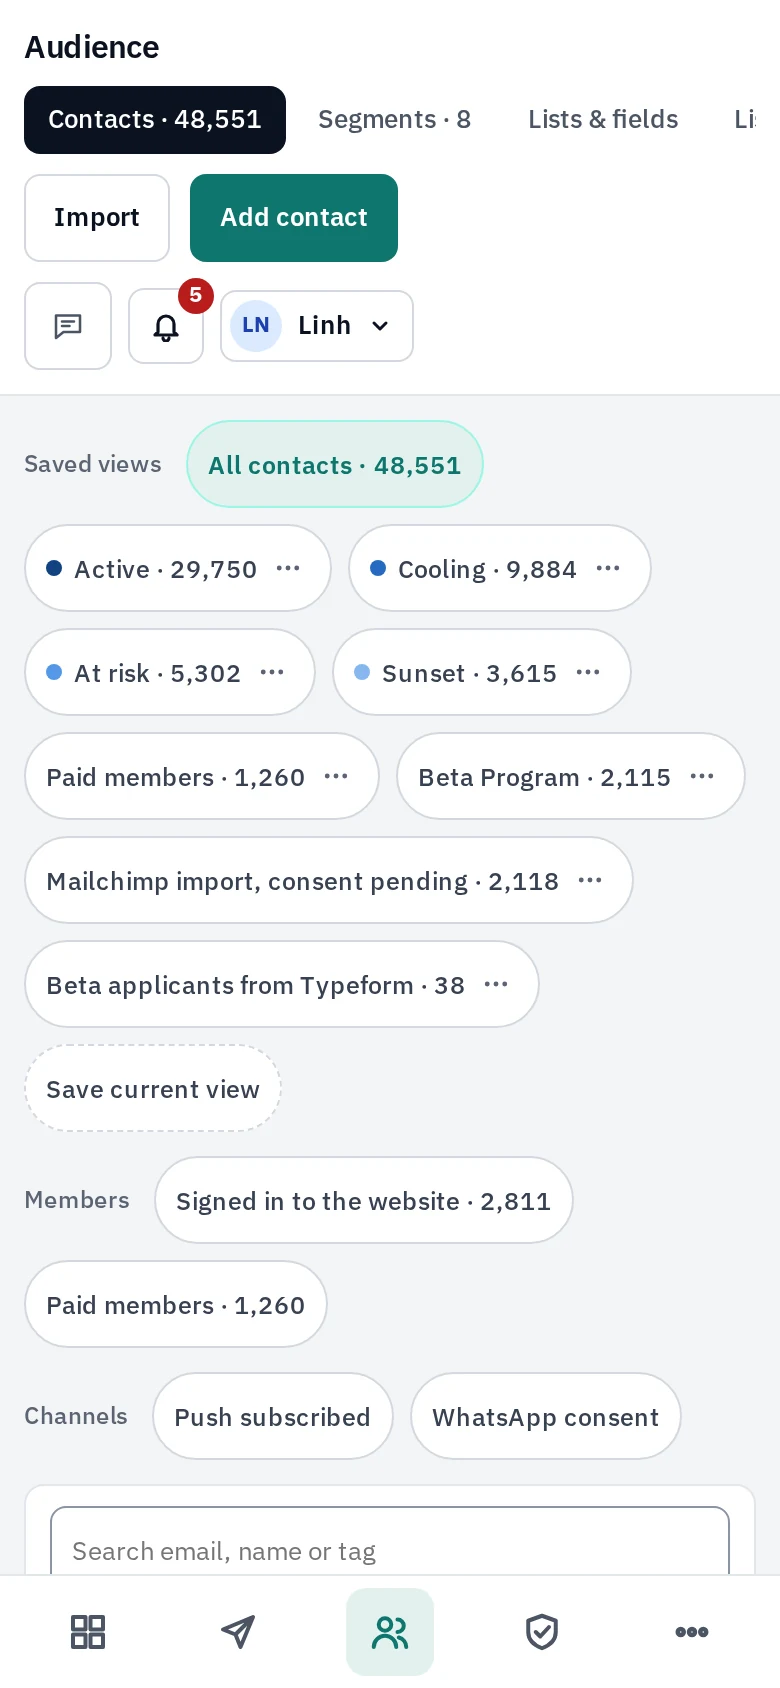 Audience
Contacts · 48,551 Segments · 8 Lists & fields
Import Add contact
5
LN Linh
Saved views All contacts · 48,551
Active · 29,750 ··· Cooling · 9,884 ···
At risk · 5,302 ··· Sunset · 3,615 ···
Paid members · 1,260 ··· Beta Program · 2,115 ···
Mailchimp import, consent pending · 2,118 ···
Beta applicants from Typeform · 38 ···
Save current view
Members Signed in to the website · 2,811
Paid members · 1,260
Channels Push subscribed WhatsApp consent
Search email, name or tag